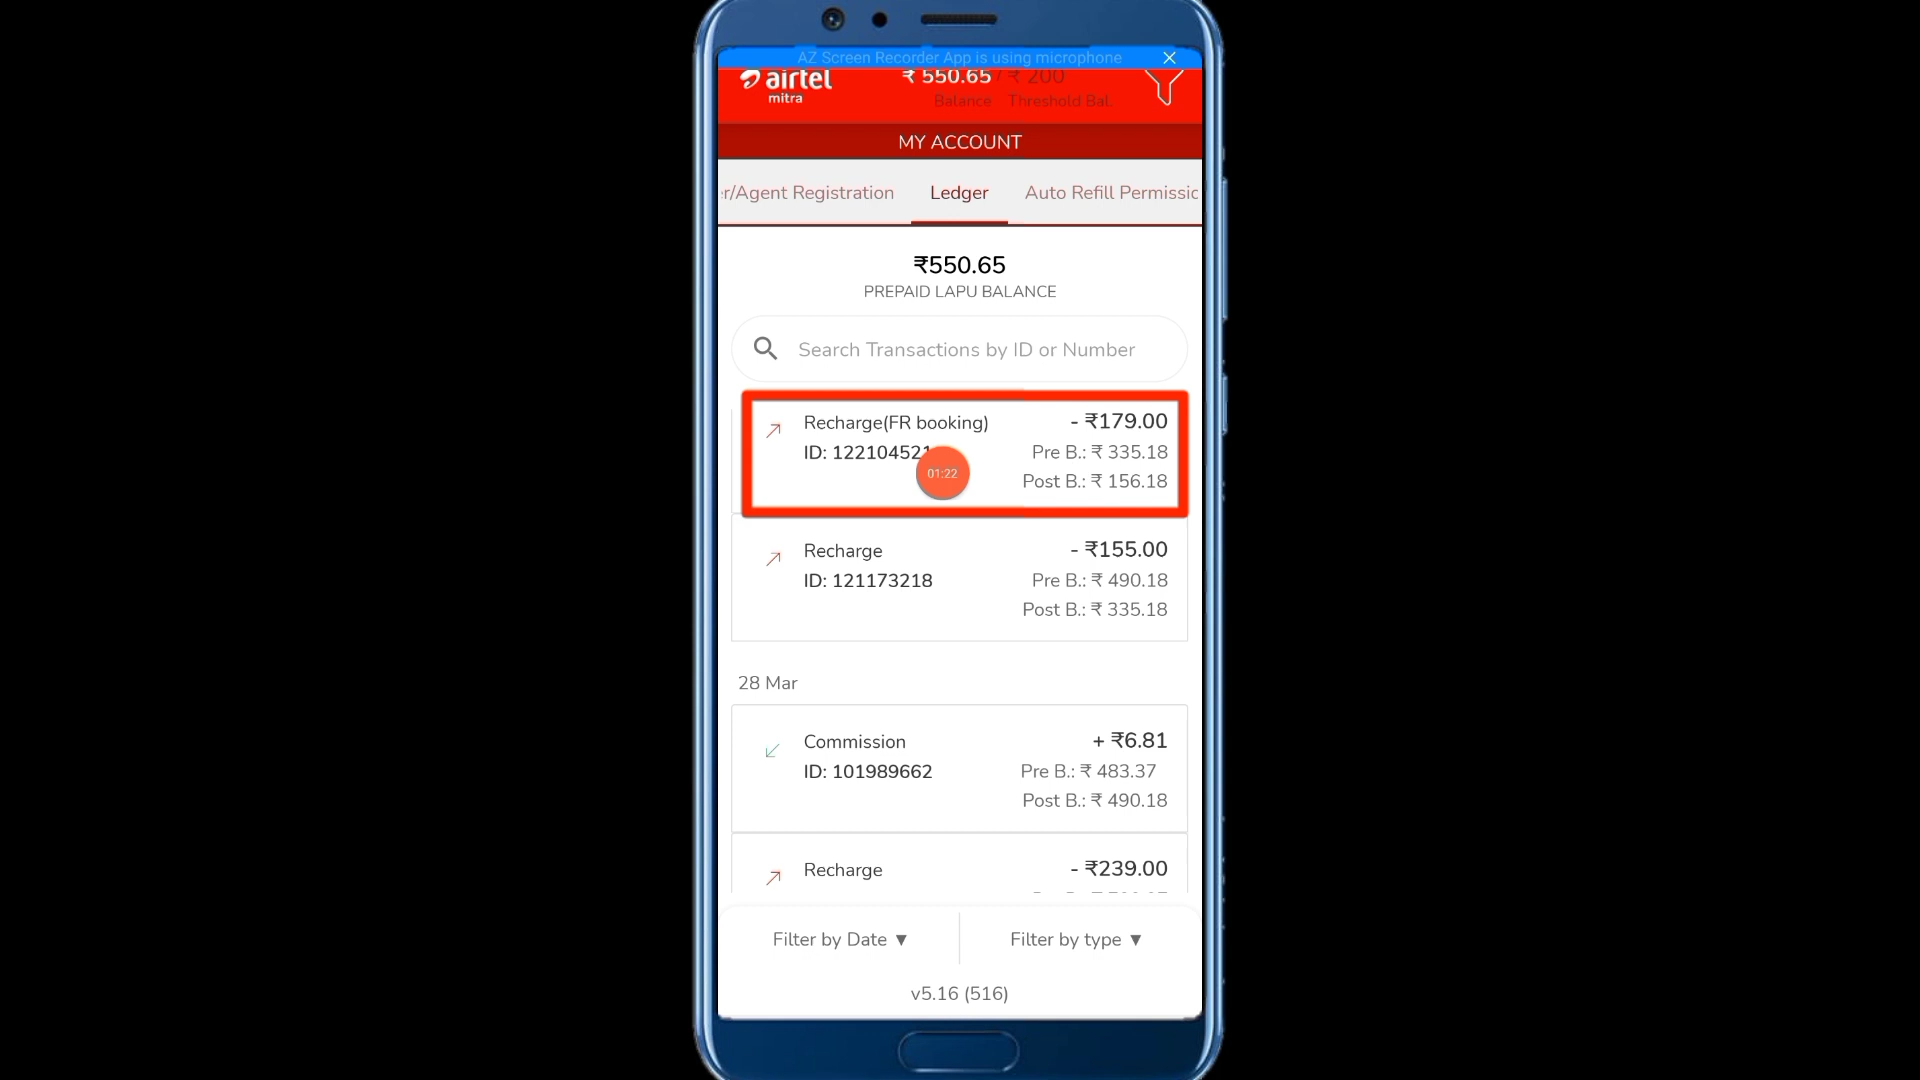 AZ Screen Recorder App is using microphone
airtel
mitra
₹ 550.65 / ₹ 200
Balance Threshold Bal.
MY ACCOUNT
er/Agent Registration Ledger Auto Refill Permissic
₹550.65
PREPAID LAPU BALANCE
Search Transactions by ID or Number
Recharge(FR booking) - ₹179.00
ID: 122104521 Pre B.: ₹ 335.18
01:22
Post B.: ₹ 156.18
Recharge - ₹155.00
ID: 121173218 Pre B.: ₹ 490.18
Post B.: ₹ 335.18
28 Mar
Commission + ₹6.81
ID: 101989662 Pre B.: ₹ 483.37
Post B.: ₹ 490.18
Recharge - ₹239.00
Filter by Date ▼ Filter by type ▼
v5.16 (516)